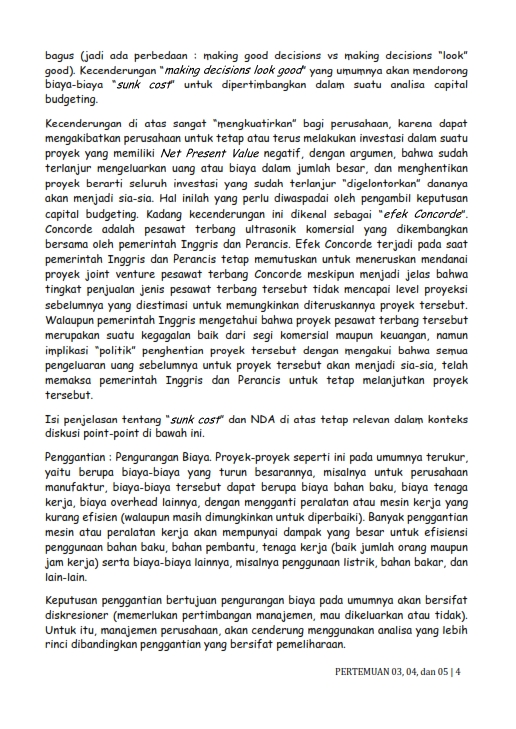 bagus (jadi ada perbedaan : making good decisions vs making decisions "look"
good). Kecenderungan "making decisions look good" yang umumnya akan mendorong
biaya-biaya "sunk cost" untuk dipertimbangkan dalam suatu analisa capital
budgeting.
Kecenderungan di atas sangat "mengkuatirkan" bagi perusahaan, karena dapat
mengakibatkan perusahaan untuk tetap atau terus melakukan investasi dalam suatu
proyek yang memiliki Net Present Value negatif, dengan argumen, bahwa sudah
terlanjur mengeluarkan uang atau biaya dalam jumlah besar, dan menghentikan
proyek berarti seluruh investasi yang sudah terlanjur "digelontorkan" dananya
akan menjadi sia-sia. Hal inilah yang perlu diwaspadai oleh pengambil keputusan
capital budgeting. Kadang kecenderungan ini dikenal sebagai "efek Concorde".
Concorde adalah pesawat terbang ultrasonik komersial yang dikembangkan
bersama oleh pemerintah Inggris dan Perancis. Efek Concorde terjadi pada saat
pemerintah Inggris dan Perancis tetap memutuskan untuk meneruskan mendanai
proyek joint venture pesawat terbang Concorde meskipun menjadi jelas bahwa
tingkat penjualan jenis pesawat terbang tersebut tidak mencapai level proyeksi
sebelumnya yang diestimasi untuk memungkinkan diteruskannya proyek tersebut.
Walaupun pemerintah Inggris mengetahui bahwa proyek pesawat terbang tersebut
merupakan suatu kegagalan baik dari segi komersial maupun keuangan, namun
implikasi "politik" penghentian proyek tersebut dengan mengakui bahwa semua
pengeluaran uang sebelumnya untuk proyek tersebut akan menjadi sia-sia, telah
memaksa pemerintah Inggris dan Perancis untuk tetap melanjutkan proyek
tersebut.
Isi penjelasan tentang "sunk cost" dan NDA di atas tetap relevan dalam konteks
diskusi point-point di bawah ini.
Penggantian : Pengurangan Biaya. Proyek-proyek seperti ini pada umumnya terukur,
yaitu berupa biaya-biaya yang turun besarannya, misalnya untuk perusahaan
manufaktur, biaya-biaya tersebut dapat berupa biaya bahan baku, biaya tenaga
kerja, biaya overhead lainnya, dengan mengganti peralatan atau mesin kerja yang
kurang efisien (walaupun masih dimungkinkan untuk diperbaiki). Banyak penggantian
mesin atau peralatan kerja akan mempunyai dampak yang besar untuk efisiensi
penggunaan bahan baku, bahan pembantu, tenaga kerja (baik jumlah orang maupun
jam kerja) serta biaya-biaya lainnya, misalnya penggunaan listrik, bahan bakar, dan
lain-lain.
Keputusan penggantian bertujuan pengurangan biaya pada umumnya akan bersifat
diskresioner (memerlukan pertimbangan manajemen, mau dikeluarkan atau tidak).
Untuk itu, manajemen perusahaan, akan cenderung menggunakan analisa yang lebih
rinci dibandingkan penggantian yang bersifat pemeliharaan.
PERTEMUAN 03, 04, dan 05 | 4